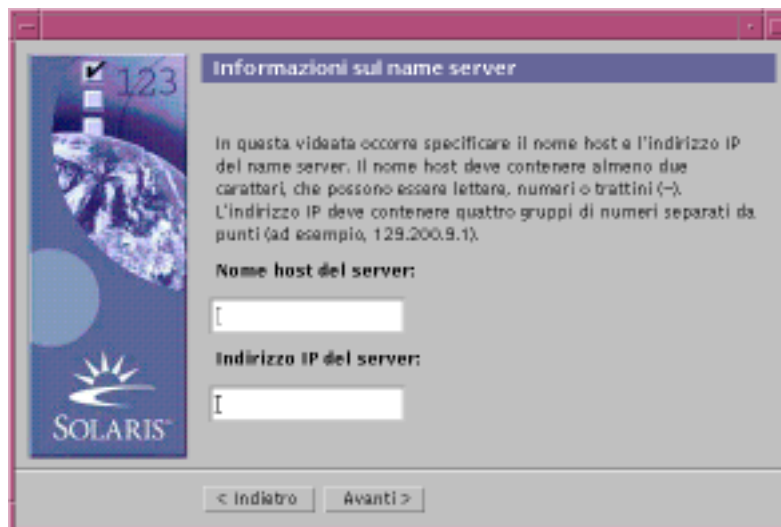 123
Informazioni sul name server
In questa videata occorre specificare il nome host e l'indirizzo IP
del name server. Il nome host deve contenere almeno due
caratteri, che possono essere lettere, numeri o trattini (-).
L'indirizzo IP deve contenere quattro gruppi di numeri separati da
punti (ad esempio, 129.200.9.1).
Nome host del server:
Indirizzo IP del server:
SOLARIS
< Indietro
Avanti >